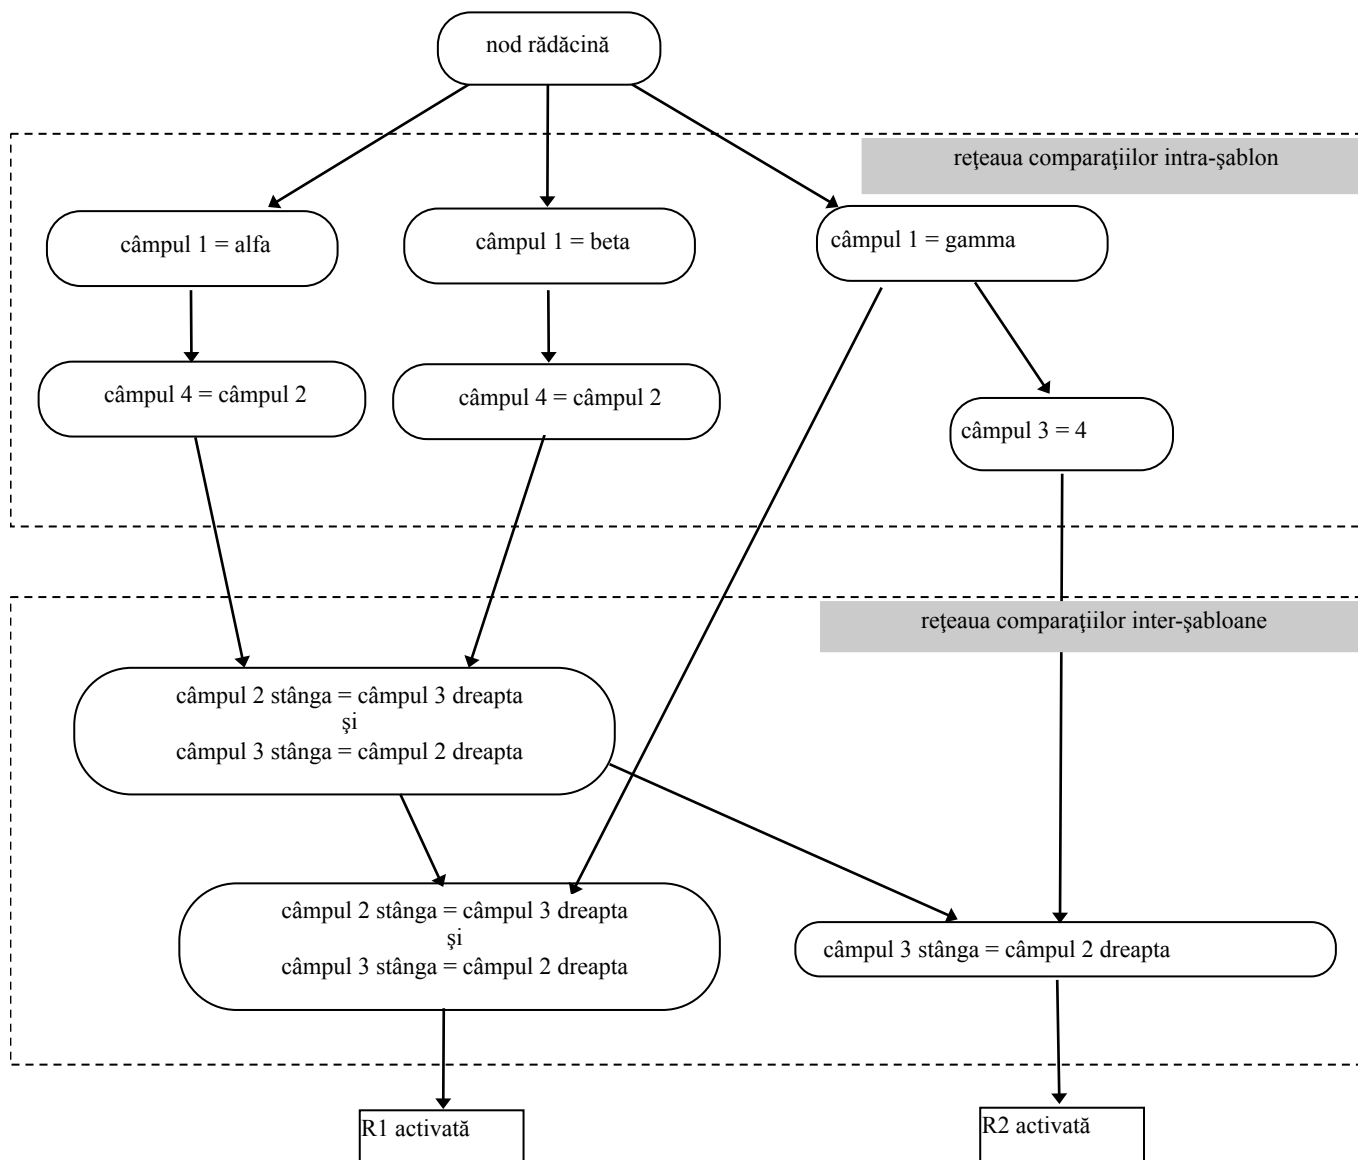 nod rădăcină
reţeaua comparaţiilor intra-şablon
câmpul 1 = alfa
câmpul 1 = beta
câmpul 1 = gamma
câmpul 4 = câmpul 2
câmpul 4 = câmpul 2
câmpul 3 = 4
reţeaua comparaţiilor inter-şabloane
câmpul 2 stânga = câmpul 3 dreapta
şi
câmpul 3 stânga = câmpul 2 dreapta
câmpul 2 stânga = câmpul 3 dreapta
şi
câmpul 3 stânga = câmpul 2 dreapta
câmpul 3 stânga = câmpul 2 dreapta
R1 activată
R2 activată